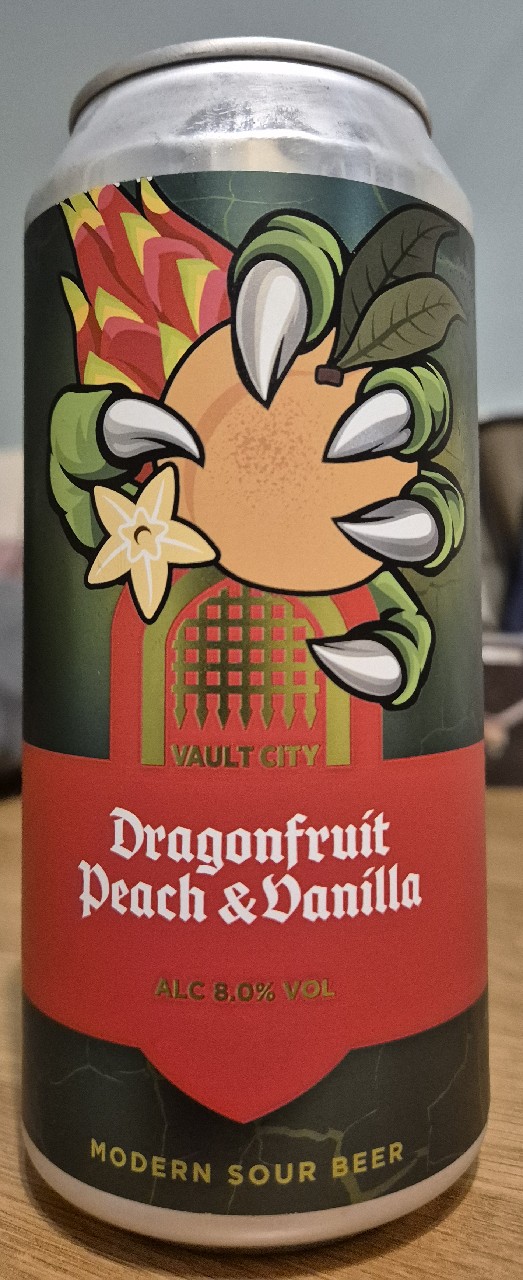 VAULT CITY
Dragonfruit
Peach & Vanilla
ALC 8.0% VOL
MODERN SOUR BEER